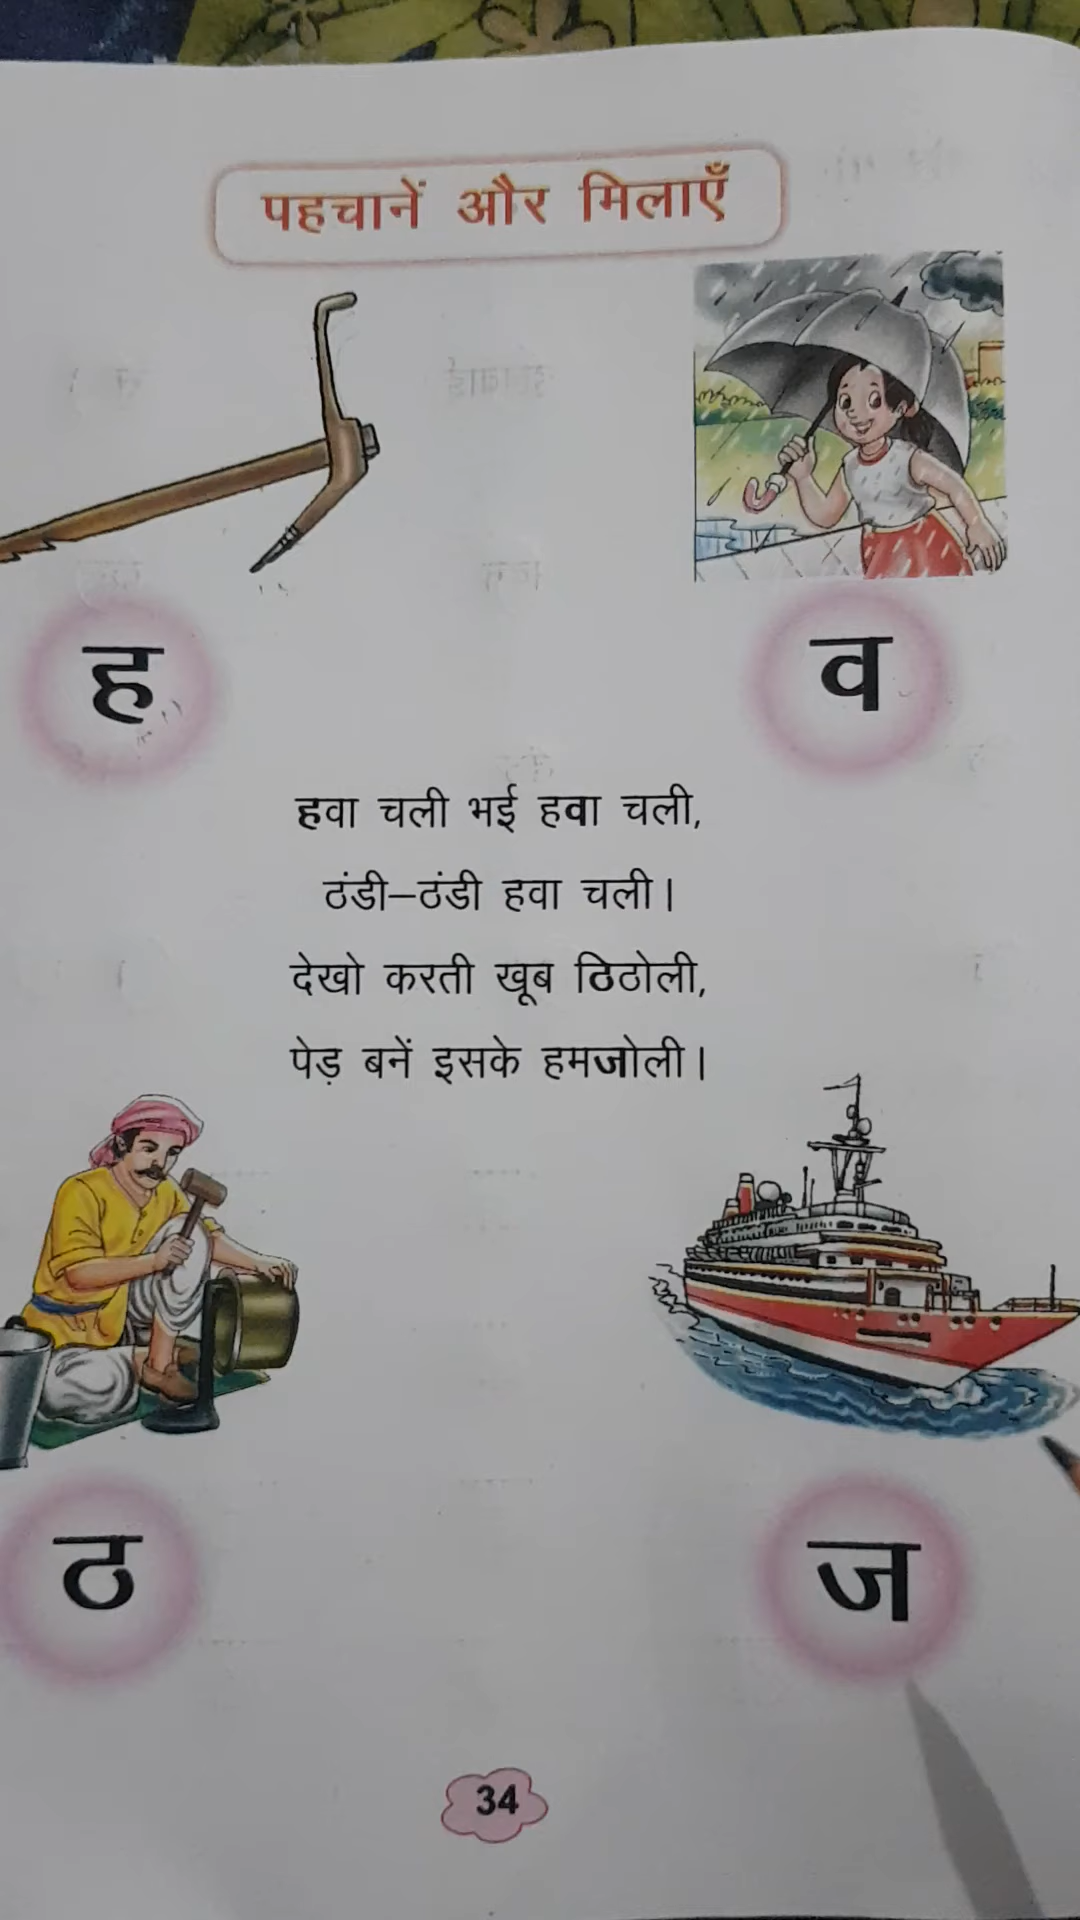 पहचानें और मिलाएँ
ह
व
हवा चली भई हवा चली,
ठंडी–ठंडी हवा चली।
देखो करती खूब ठिठोली,
पेड़ बनें इसके हमजोली।
ठ
ज
34